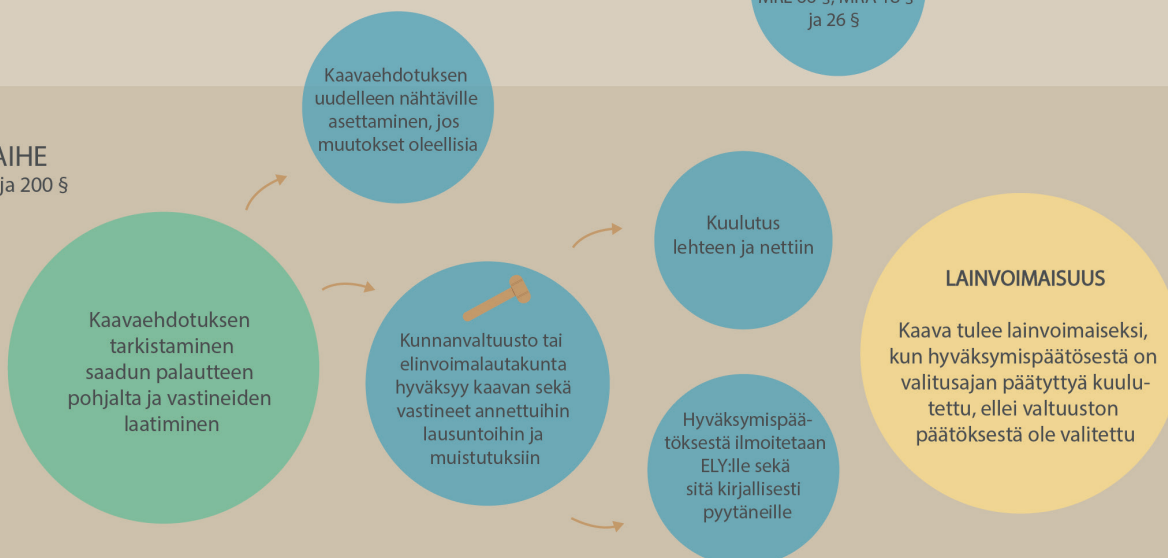 ja 26 §
Kaavaehdotuksen
uudelleen nähtäville
asettaminen, jos
muutokset oleellisia
AIHE
ja 200 §
Kaavaehdotuksen
tarkistaminen
saadun palautteen
pohjalta ja vastineiden
laatiminen
Kunnanvaltuusto tai
elinvoimalautakunta
hyväksyy kaavan sekä
vastineet annettuihin
lausuntoihin ja
muistutuksiin
Kuulutus
lehteen ja nettiin
Hyväksymispää-
töksestä ilmoitetaan
ELY:lle sekä
sitä kirjallisesti
pyytäneille
LAINVOIMAISUUS
Kaava tulee lainvoimaiseksi,
kun hyväksymispäätösestä on
valitusajan päätyttyä kuulu-
tettu, ellei valtuuston
päätöksestä ole valitettu